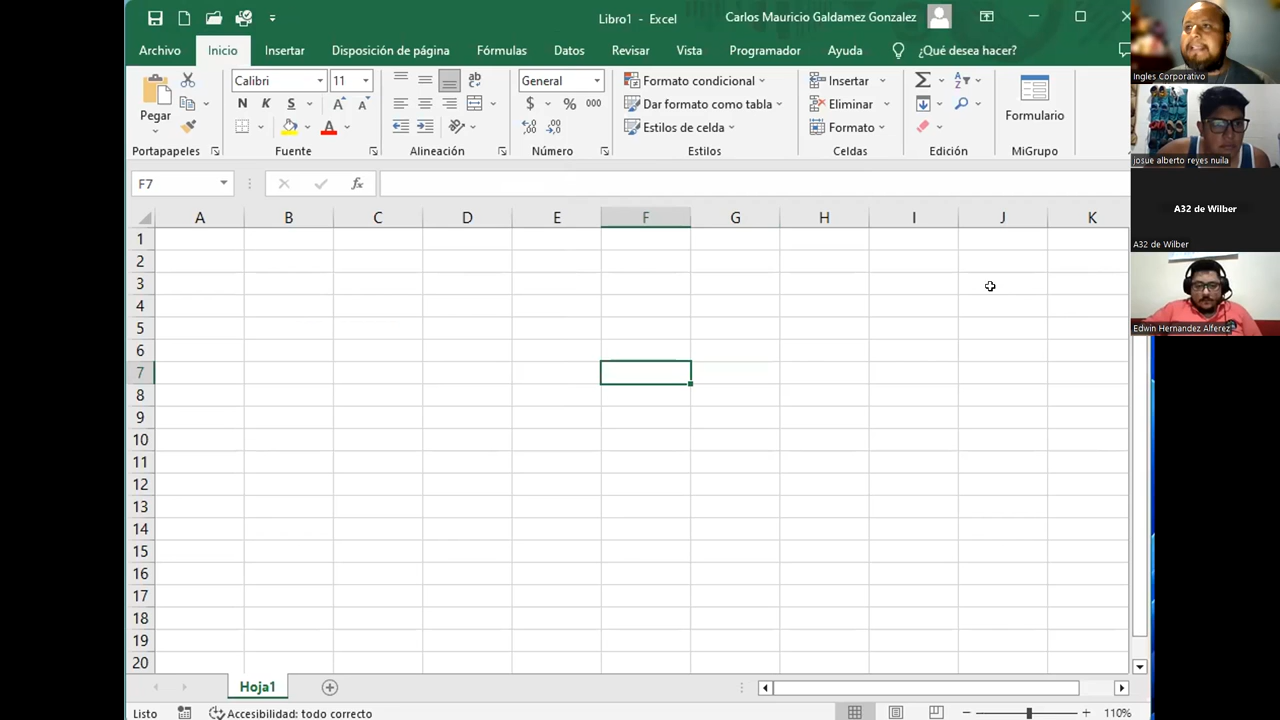 Libro1 - Excel
Carlos Mauricio Galdamez Gonzalez
Archivo Inicio Insertar Disposición de página Fórmulas Datos Revisar Vista Programador Ayuda ¿Qué desea hacer?
Pegar
Portapapeles
Calibri 11
N K S
A A
A
Fuente
ab
Alineación
General
$ % 000
Número
Formato condicional
Dar formato como tabla
Estilos de celda
Estilos
Insertar
Eliminar
Formato
Celdas
Edición
Formulario
MiGrupo
F7
fx
A B C D E F G H I J K
1
2
3
4
5
6
7
8
9
10
11
12
13
14
15
16
17
18
19
20
Hoja1
Listo
Accesibilidad: todo correcto
110%
Ingles Corporativo
josue alberto reyes nuila
A32 de Wilber
A32 de Wilber
Edwin Hernandez Alferez